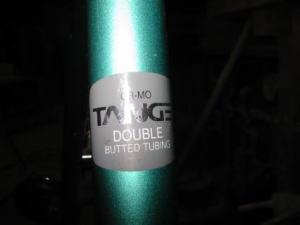 CR-MO
TANGE
DOUBLE
BUTTED TUBING